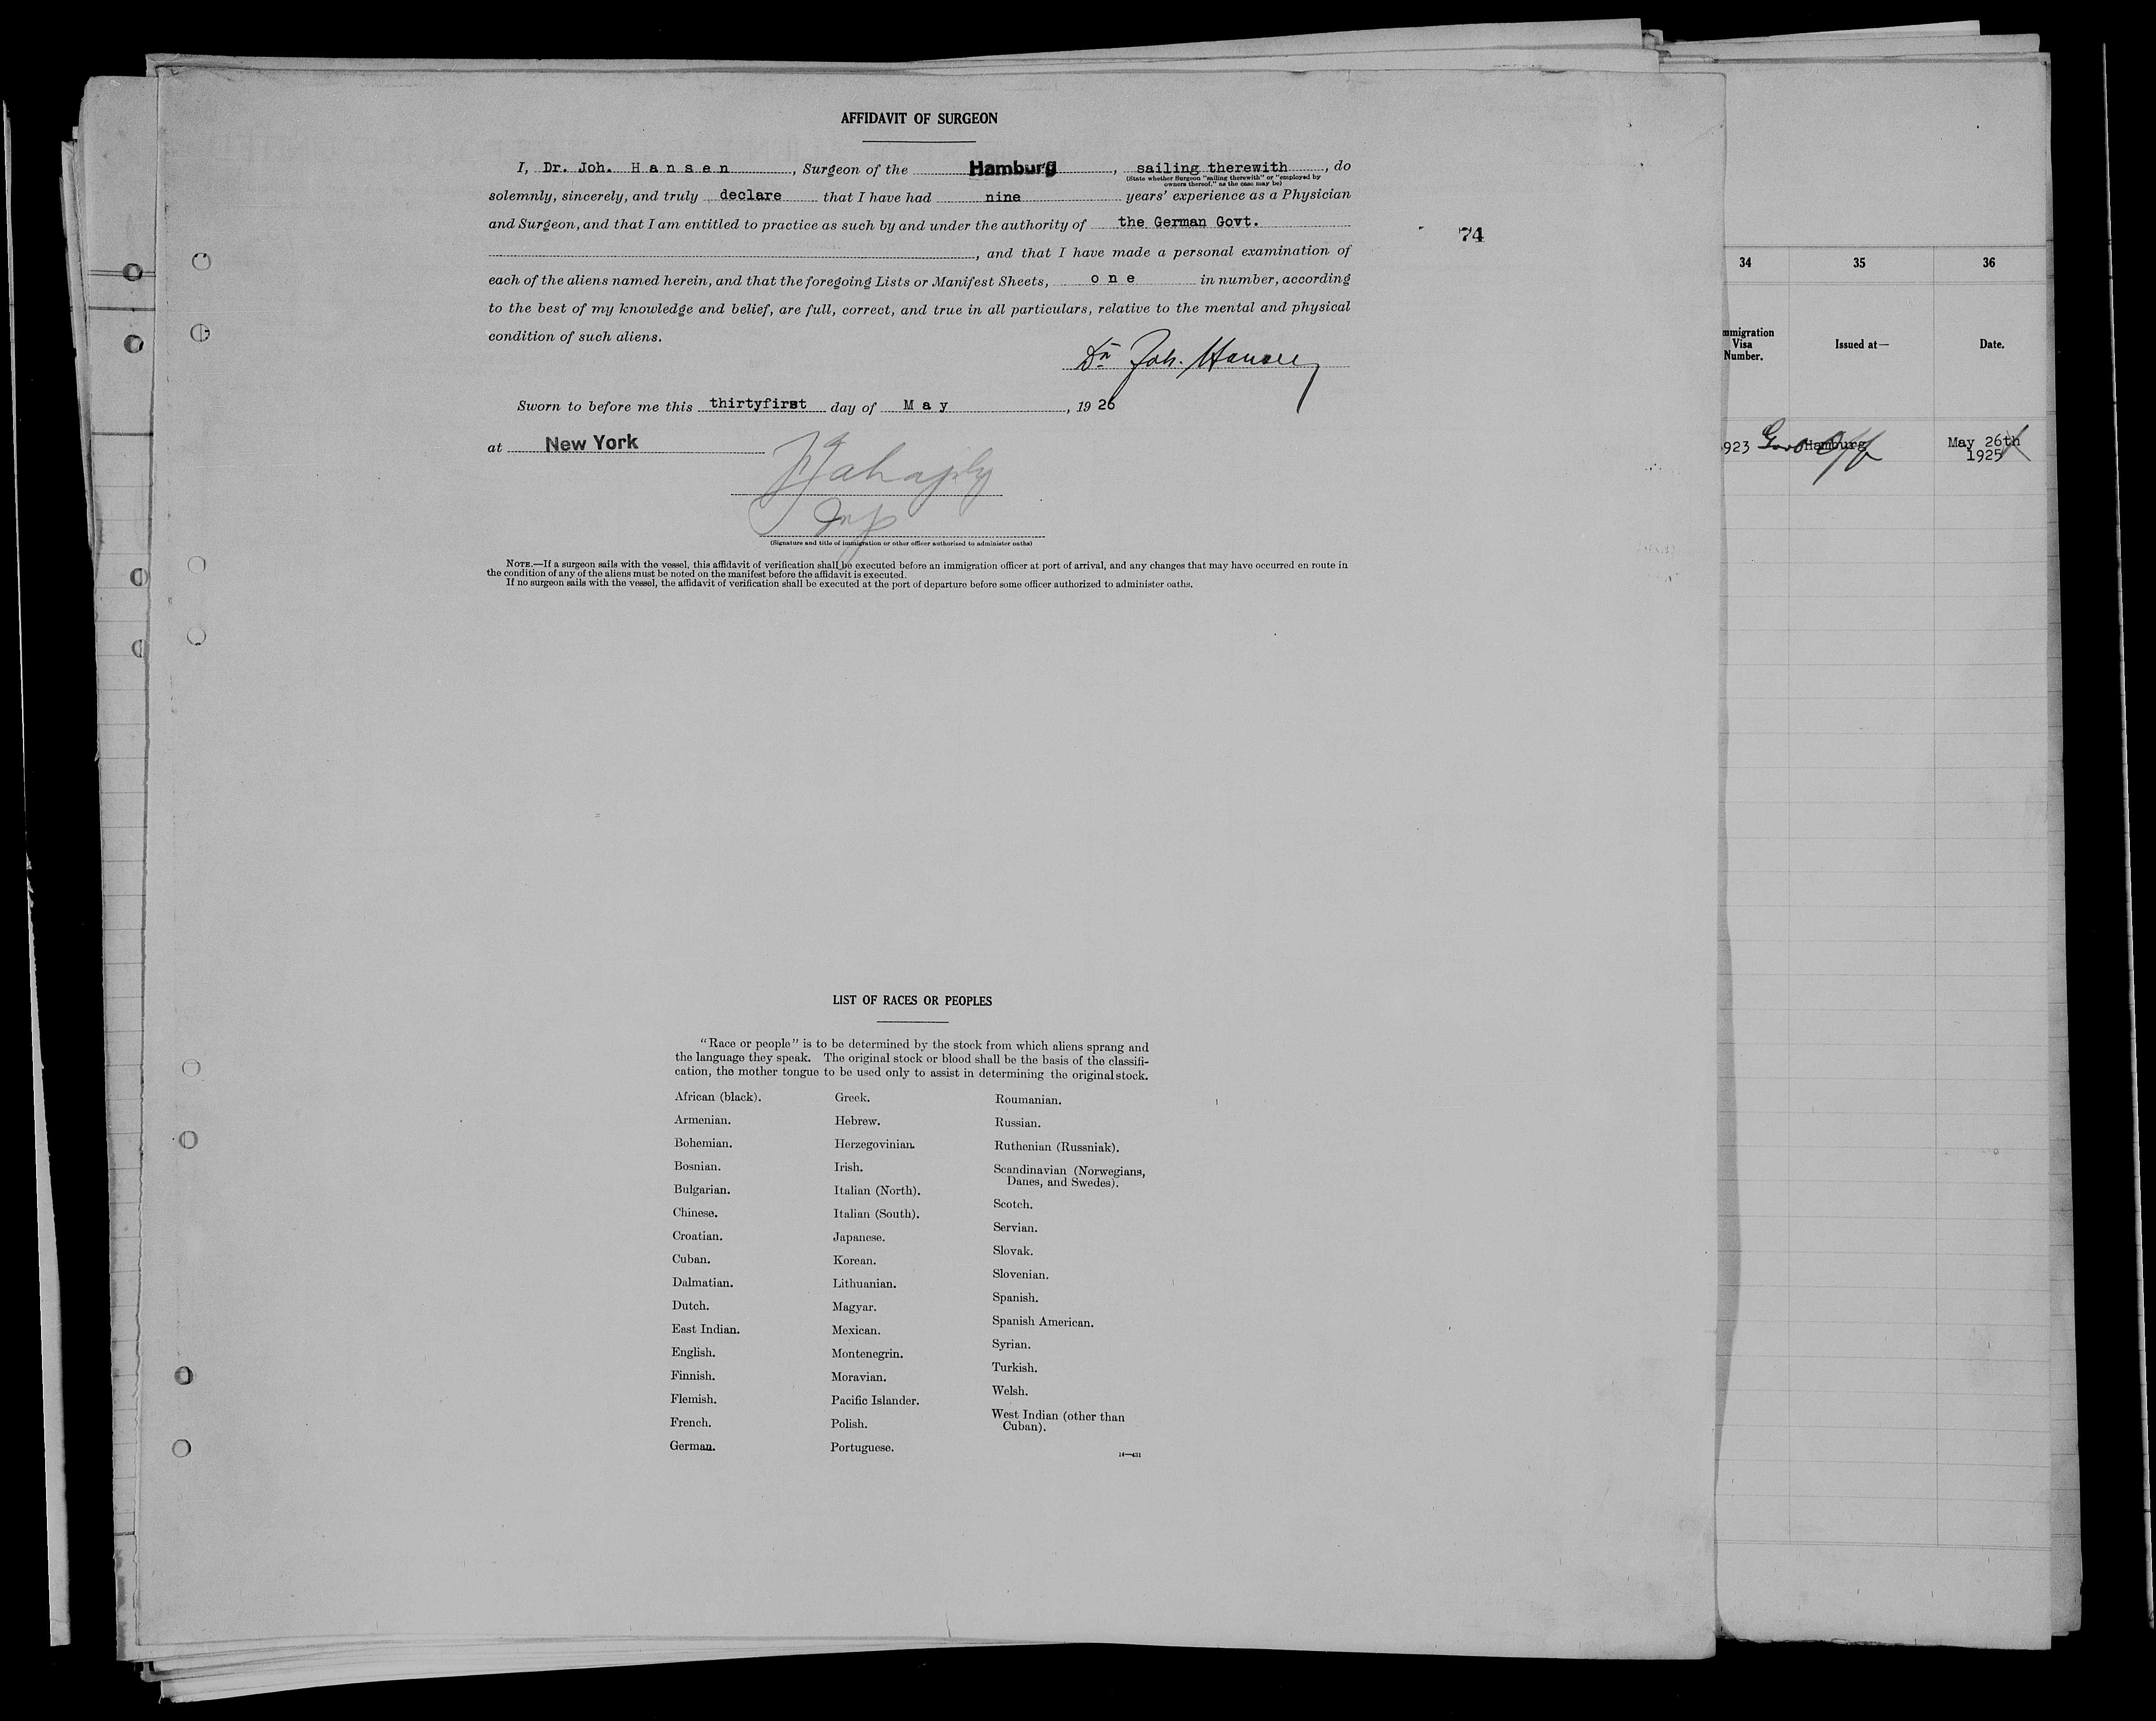 AFFIDAVIT OF SURGEON
I, Dr. Joh. Hansen, Surgeon of the Hamburg, sailing therewith, do
(State whether Surgeon "sailing therewith" or "employed by
owners thereof," as the case may be)
solemnly, sincerely, and truly declare that I have had nine years' experience as a Physician
and Surgeon, and that I am entitled to practice as such by and under the authority of the German Govt.
, and that I have made a personal examination of
each of the aliens named herein, and that the foregoing Lists or Manifest Sheets, one in number, according
to the best of my knowledge and belief, are full, correct, and true in all particulars, relative to the mental and physical
condition of such aliens.
Dr Joh. Hansen
Sworn to before me this thirtyfirst day of May, 1926
at New York
(Signature and title of immigration or other officer authorized to administer oaths)
NOTE.—If a surgeon sails with the vessel, this affidavit of verification shall be executed before an immigration officer at port of arrival, and any changes that may have occurred en route in
the condition of any of the aliens must be noted on the manifest before the affidavit is executed.
If no surgeon sails with the vessel, the affidavit of verification shall be executed at the port of departure before some officer authorized to administer oaths.
74
LIST OF RACES OR PEOPLES
"Race or people" is to be determined by the stock from which aliens sprang and
the language they speak. The original stock or blood shall be the basis of the classifi-
cation, the mother tongue to be used only to assist in determining the original stock.
African (black).
Armenian.
Bohemian.
Bosnian.
Bulgarian.
Chinese.
Croatian.
Cuban.
Dalmatian.
Dutch.
East Indian.
English.
Finnish.
Flemish.
French.
German.
Greek.
Hebrew.
Herzegovinian.
Irish.
Italian (North).
Italian (South).
Japanese.
Korean.
Lithuanian.
Magyar.
Mexican.
Montenegrin.
Moravian.
Pacific Islander.
Polish.
Portuguese.
Roumanian.
Russian.
Ruthenian (Russniak).
Scandinavian (Norwegians,
Danes, and Swedes).
Scotch.
Servian.
Slovak.
Slovenian.
Spanish.
Spanish American.
Syrian.
Turkish.
Welsh.
West Indian (other than
Cuban).
14—431
34 35 36
mmigration
Visa
Number.
Issued at—
Date.
923 Hamburg May 26th
1925